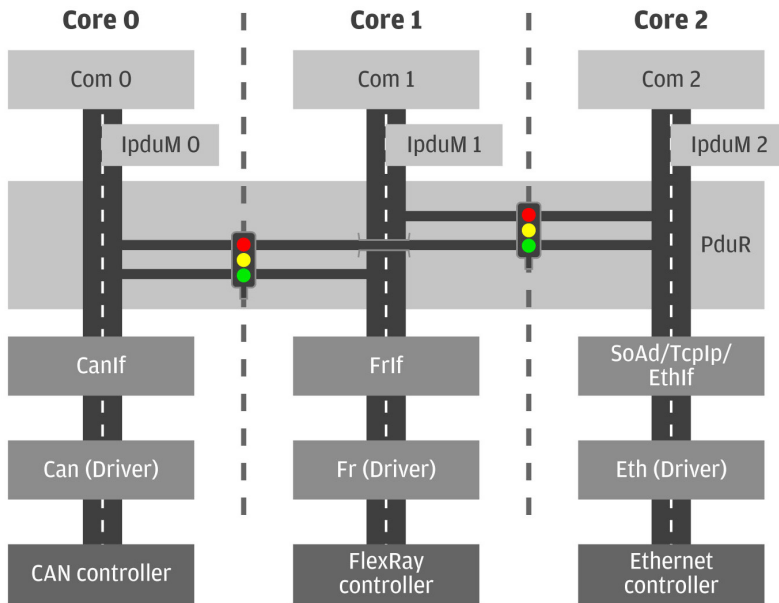 Core 0
Core 1
Core 2
Com 0
Com 1
Com 2
IpduM 0
IpduM 1
IpduM 2
PduR
CanIf
FrIf
SoAd/TcpIp/
EthIf
Can (Driver)
Fr (Driver)
Eth (Driver)
CAN controller
FlexRay
controller
Ethernet
controller